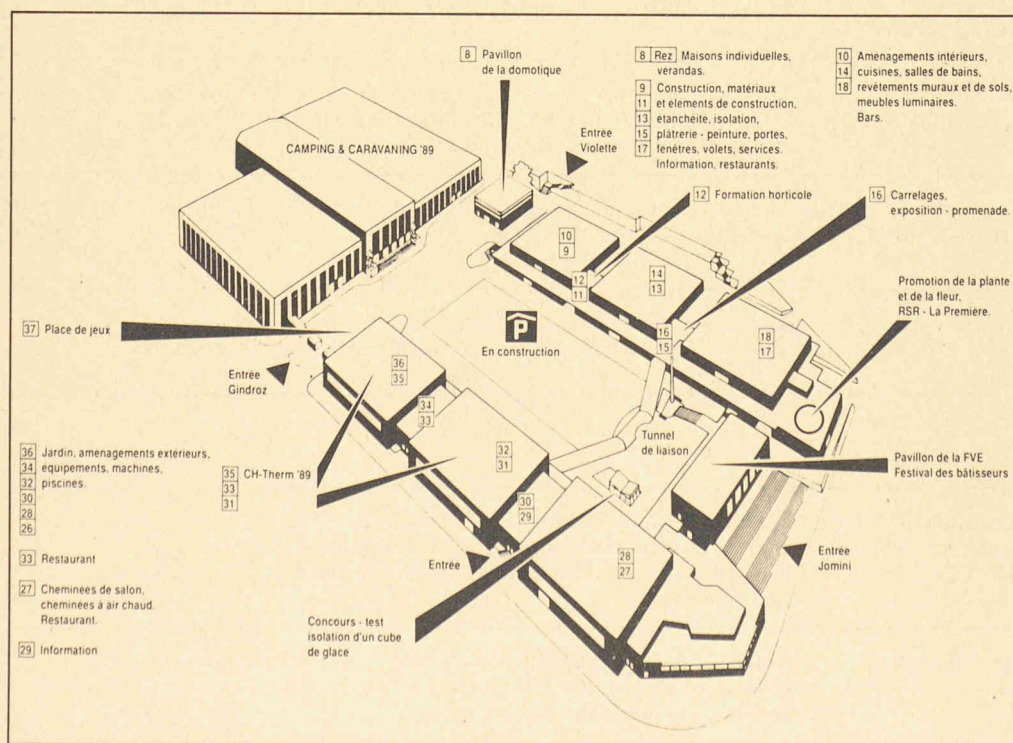 8 Pavillon
de la domotique
8 Rez Maisons individuelles,
verandas.
9 Construction, matériaux
11 et elements de construction,
13 etanchéite, isolation,
15 plâtrerie - peinture, portes,
17 fenêtres, volets, services.
Information, restaurants.
10 Amenagements intérieurs,
14 cuisines, salles de bains,
18 revêtements muraux et de sols,
meubles luminaires.
Bars.
CAMPING & CARAVANING '89
Entrée
Violette
12 Formation horticole
16 Carrelages,
exposition - promenade.
10
9
12
11
14
13
16
15
18
17
Promotion de la plante
et de la fleur,
RSR - La Première.
P
En construction
37 Place de jeux
Entrée
Gindroz
36
35
34
33
32
31
30
29
28
27
Tunnel
de liaison
Pavillon de la FVE
Festival des bâtisseurs
36 Jardin, amenagements extérieurs,
34 equipements, machines,
32 piscines.
30
28
26
35 CH-Therm '89
33
31
33 Restaurant
27 Cheminees de salon,
cheminées a air chaud.
Restaurant.
29 Information
Entrée
Entrée
Jomini
Concours - test
isolation d'un cube
de glace